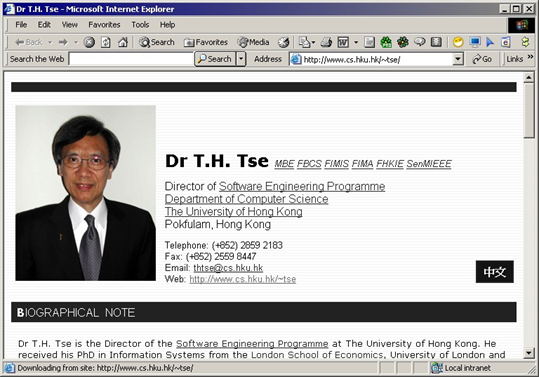 Dr T.H. Tse - Microsoft Internet Explorer
File Edit View Favorites Tools Help
Back Search Favorites Media
Search the Web Search Address http://www.cs.hku.hk/~tse/ Go Links »
Dr T.H. Tse MBE FBCS FIMIS FIMA FHKIE SenMIEEE
Director of Software Engineering Programme
Department of Computer Science
The University of Hong Kong
Pokfulam, Hong Kong
Telephone: (+852) 2859 2183
Fax: (+852) 2559 8447
Email: thtse@cs.hku.hk
Web: http://www.cs.hku.hk/~tse
中文
BIOGRAPHICAL NOTE
Dr T.H. Tse is the Director of the Software Engineering Programme at The University of Hong Kong. He
received his PhD in Information Systems from the London School of Economics, University of London and
Downloading from site: http://www.cs.hku.hk/~tse/ Local intranet